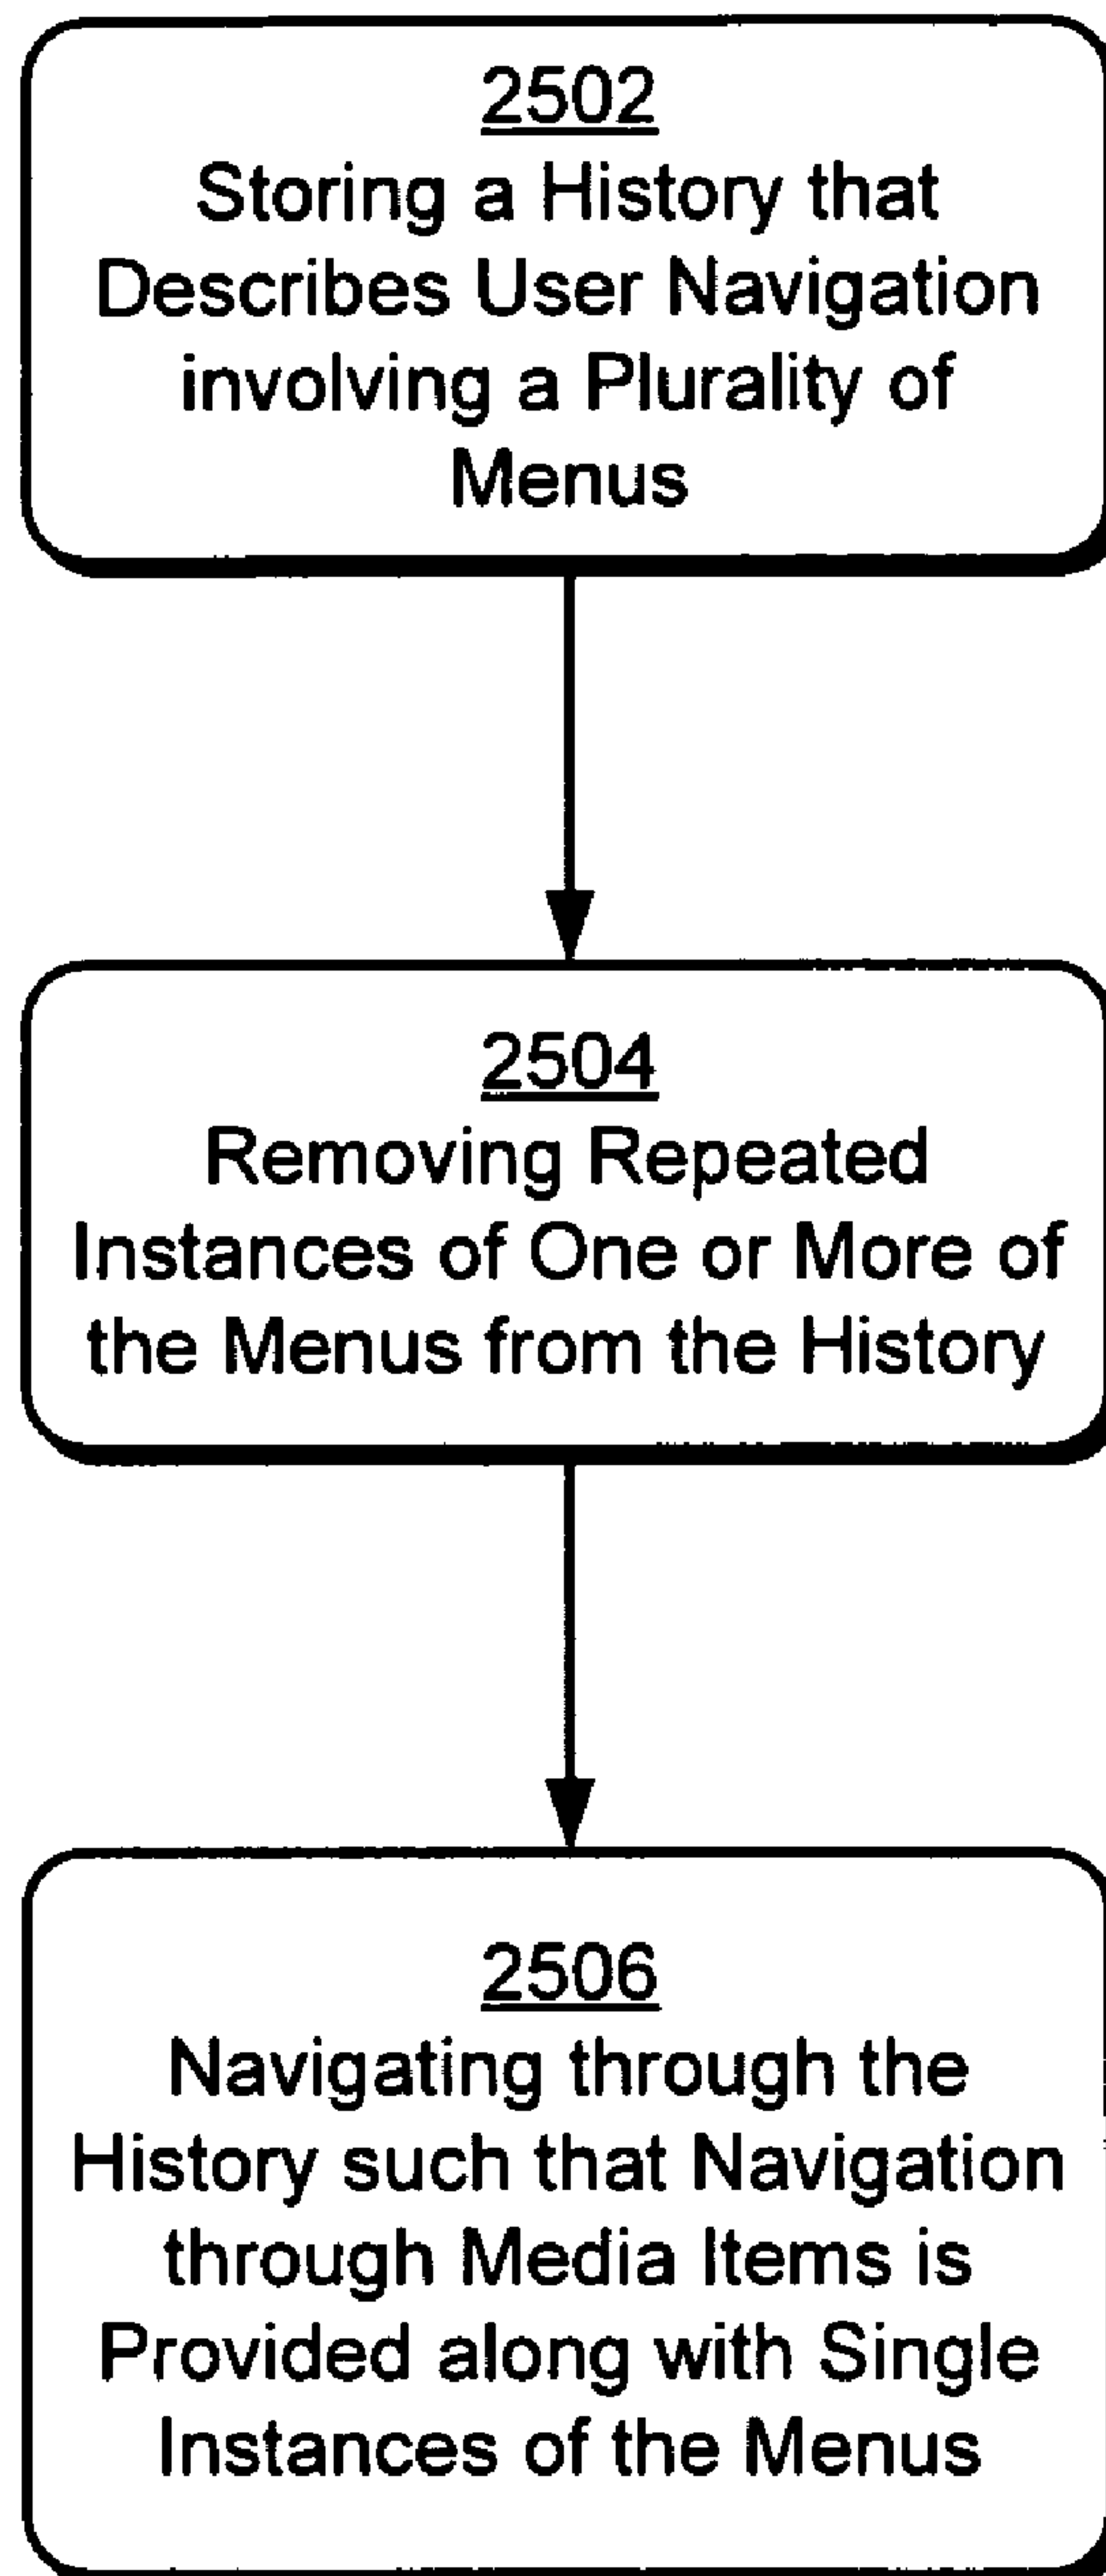 2502
Storing a History that
Describes User Navigation
involving a Plurality of
Menus
2504
Removing Repeated
Instances of One or More of
the Menus from the History
2506
Navigating through the
History such that Navigation
through Media Items is
Provided along with Single
Instances of the Menus